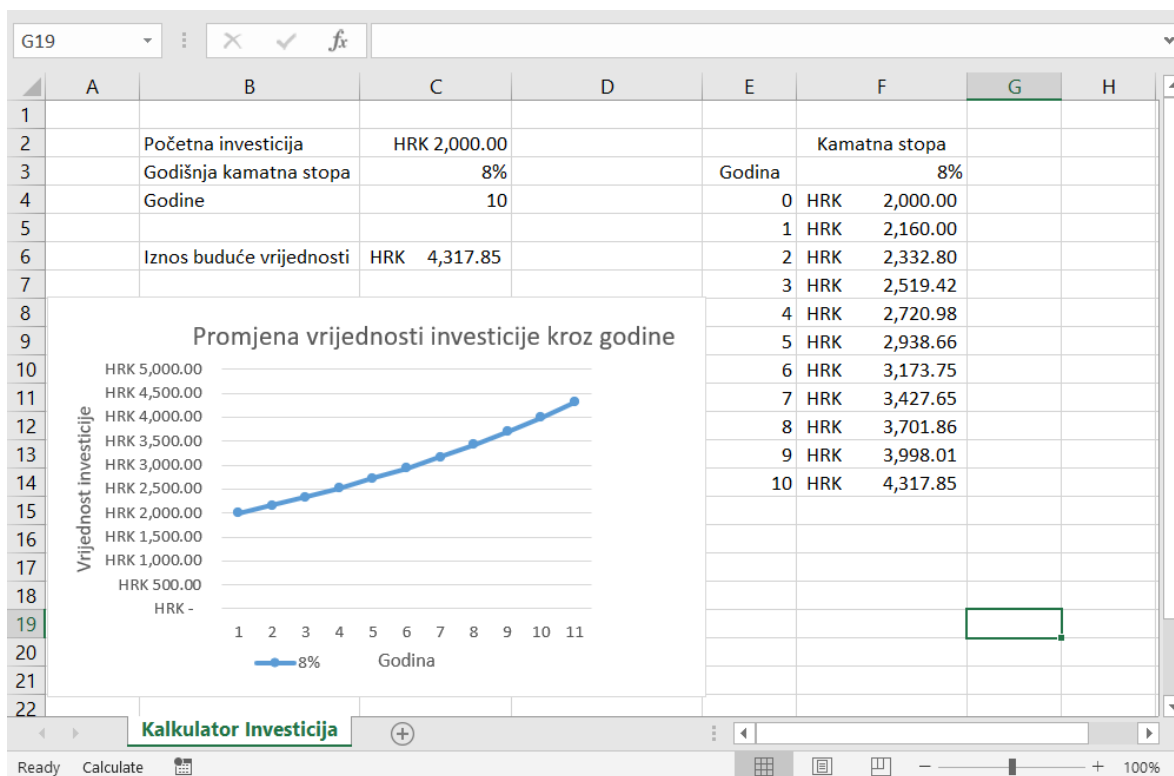 G19 fx
A B C D E F G H
1
2 Početna investicija HRK 2,000.00 Kamatna stopa
3 Godišnja kamatna stopa 8% Godina 8%
4 Godine 10 0 HRK 2,000.00
5 1 HRK 2,160.00
6 Iznos buduće vrijednosti HRK 4,317.85 2 HRK 2,332.80
7 3 HRK 2,519.42
8 4 HRK 2,720.98
9 5 HRK 2,938.66
10 6 HRK 3,173.75
11 7 HRK 3,427.65
12 8 HRK 3,701.86
13 9 HRK 3,998.01
14 10 HRK 4,317.85
15
16
17
18
19
20
21
22
Promjena vrijednosti investicije kroz godine
Vrijednost investicije
HRK 5,000.00
HRK 4,500.00
HRK 4,000.00
HRK 3,500.00
HRK 3,000.00
HRK 2,500.00
HRK 2,000.00
HRK 1,500.00
HRK 1,000.00
HRK 500.00
HRK -
1 2 3 4 5 6 7 8 9 10 11
8% Godina
Kalkulator Investicija
Ready Calculate 100%